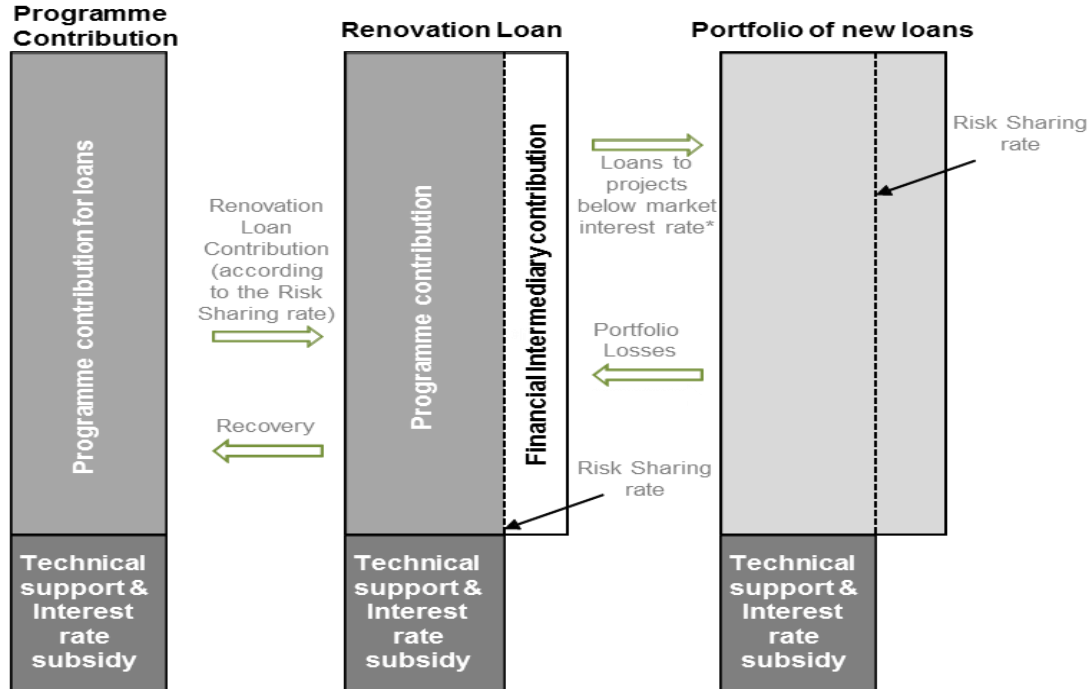 Programme
Contribution
Renovation Loan
Portfolio of new loans
Programme contribution for loans
Renovation
Loan
Contribution
(according
to the Risk
Sharing rate)
Recovery
Programme contribution
Financial Intermediary contribution
Loans to
projects
below market
interest rate*
Portfolio
Losses
Risk Sharing
rate
Risk Sharing
rate
Technical
support &
Interest
rate
subsidy
Technical
support &
Interest
rate
subsidy
Technical
support &
Interest
rate
subsidy